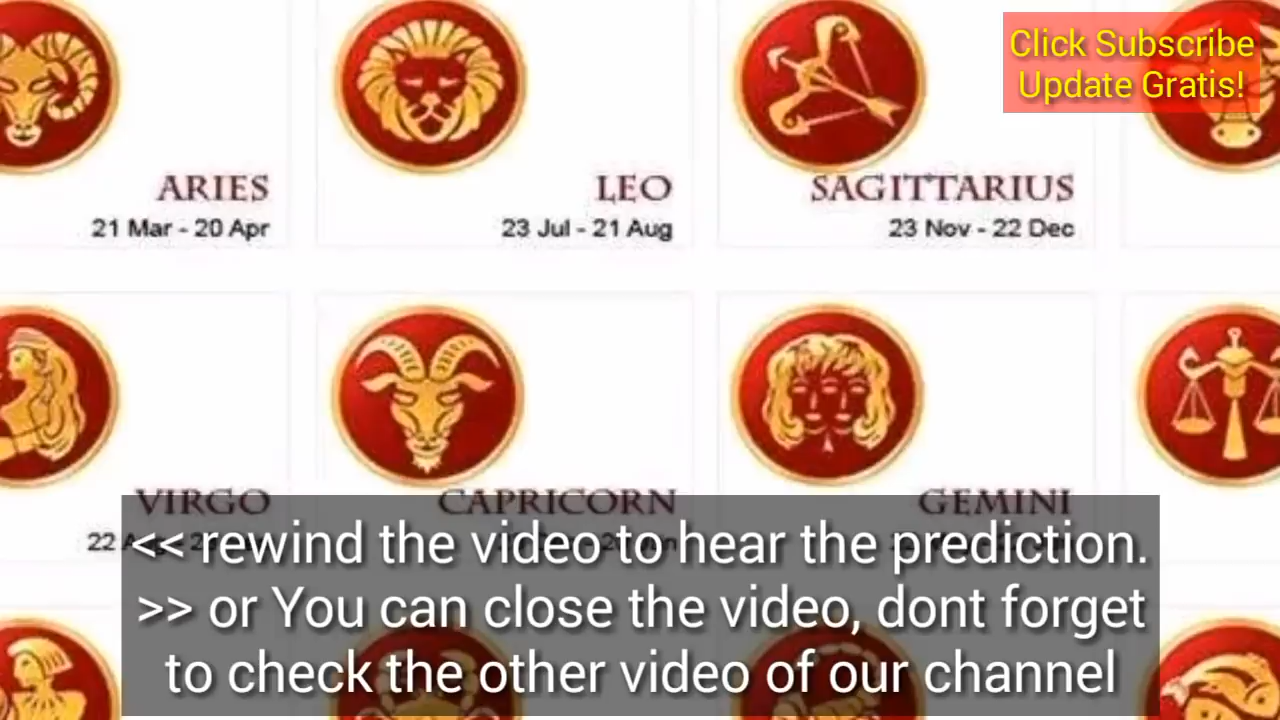 Click Subscribe
Update Gratis!
ARIES
21 Mar - 20 Apr
LEO
23 Jul - 21 Aug
SAGITTARIUS
23 Nov - 22 Dec
VIRGO
22
CAPRICORN
GEMINI
<< rewind the video to hear the prediction.
>> or You can close the video, dont forget
to check the other video of our channel